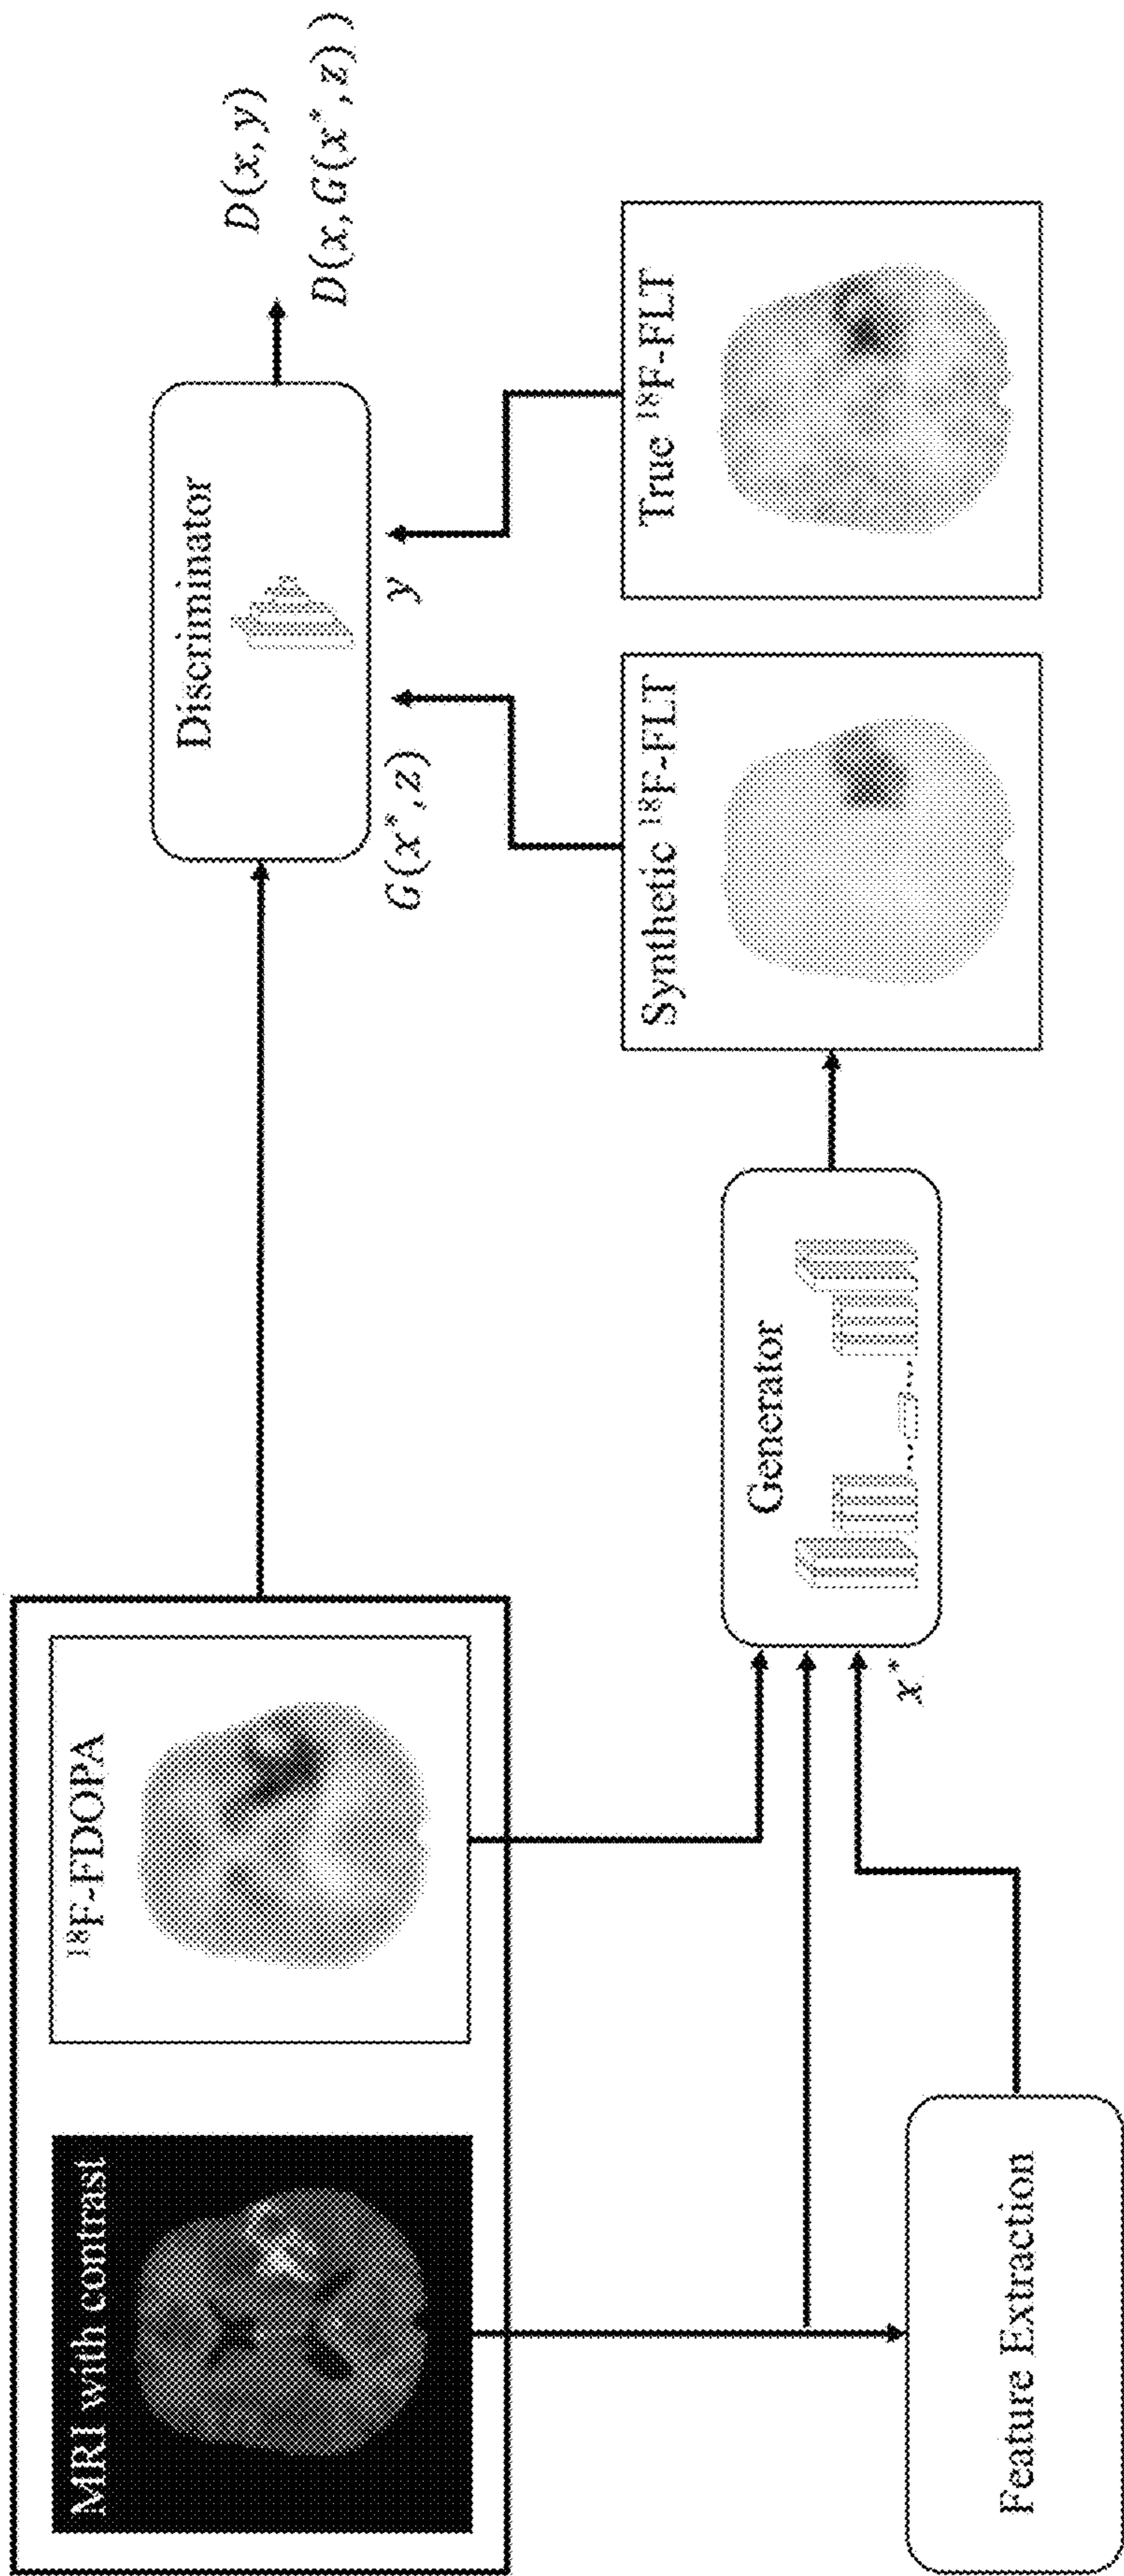 MRI with contrast
¹⁸F-FDOPA
Discriminator
D(x, y)
D(x, G(x*, z))
G(x*, z)
y
Feature Extraction
x*
Generator
Synthetic ¹⁸F-FLT
True ¹⁸F-FLT